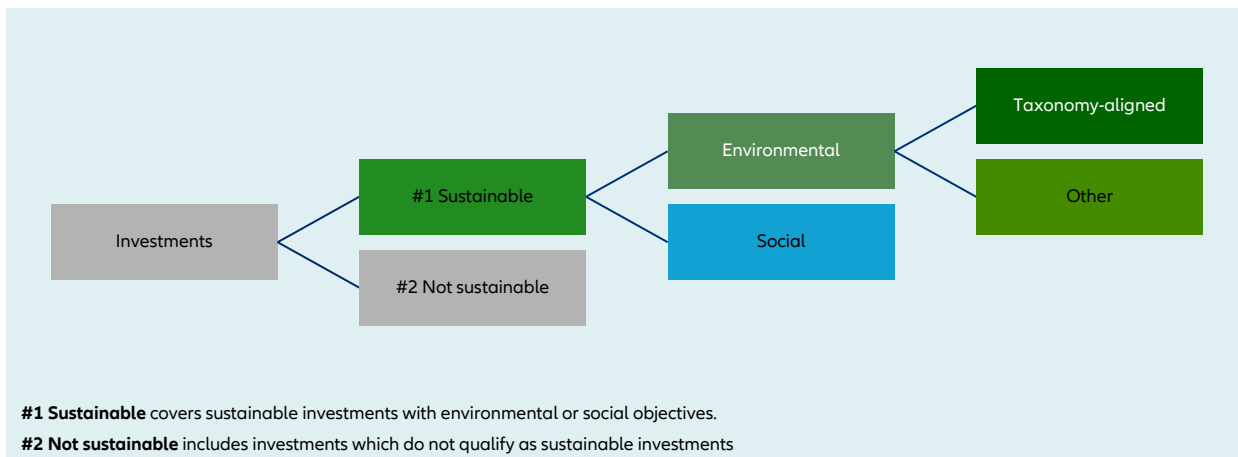 Taxonomy-aligned
Environmental
#1 Sustainable
Other
Investments
Social
#2 Not sustainable
#1 Sustainable covers sustainable investments with environmental or social objectives.
#2 Not sustainable includes investments which do not qualify as sustainable investments